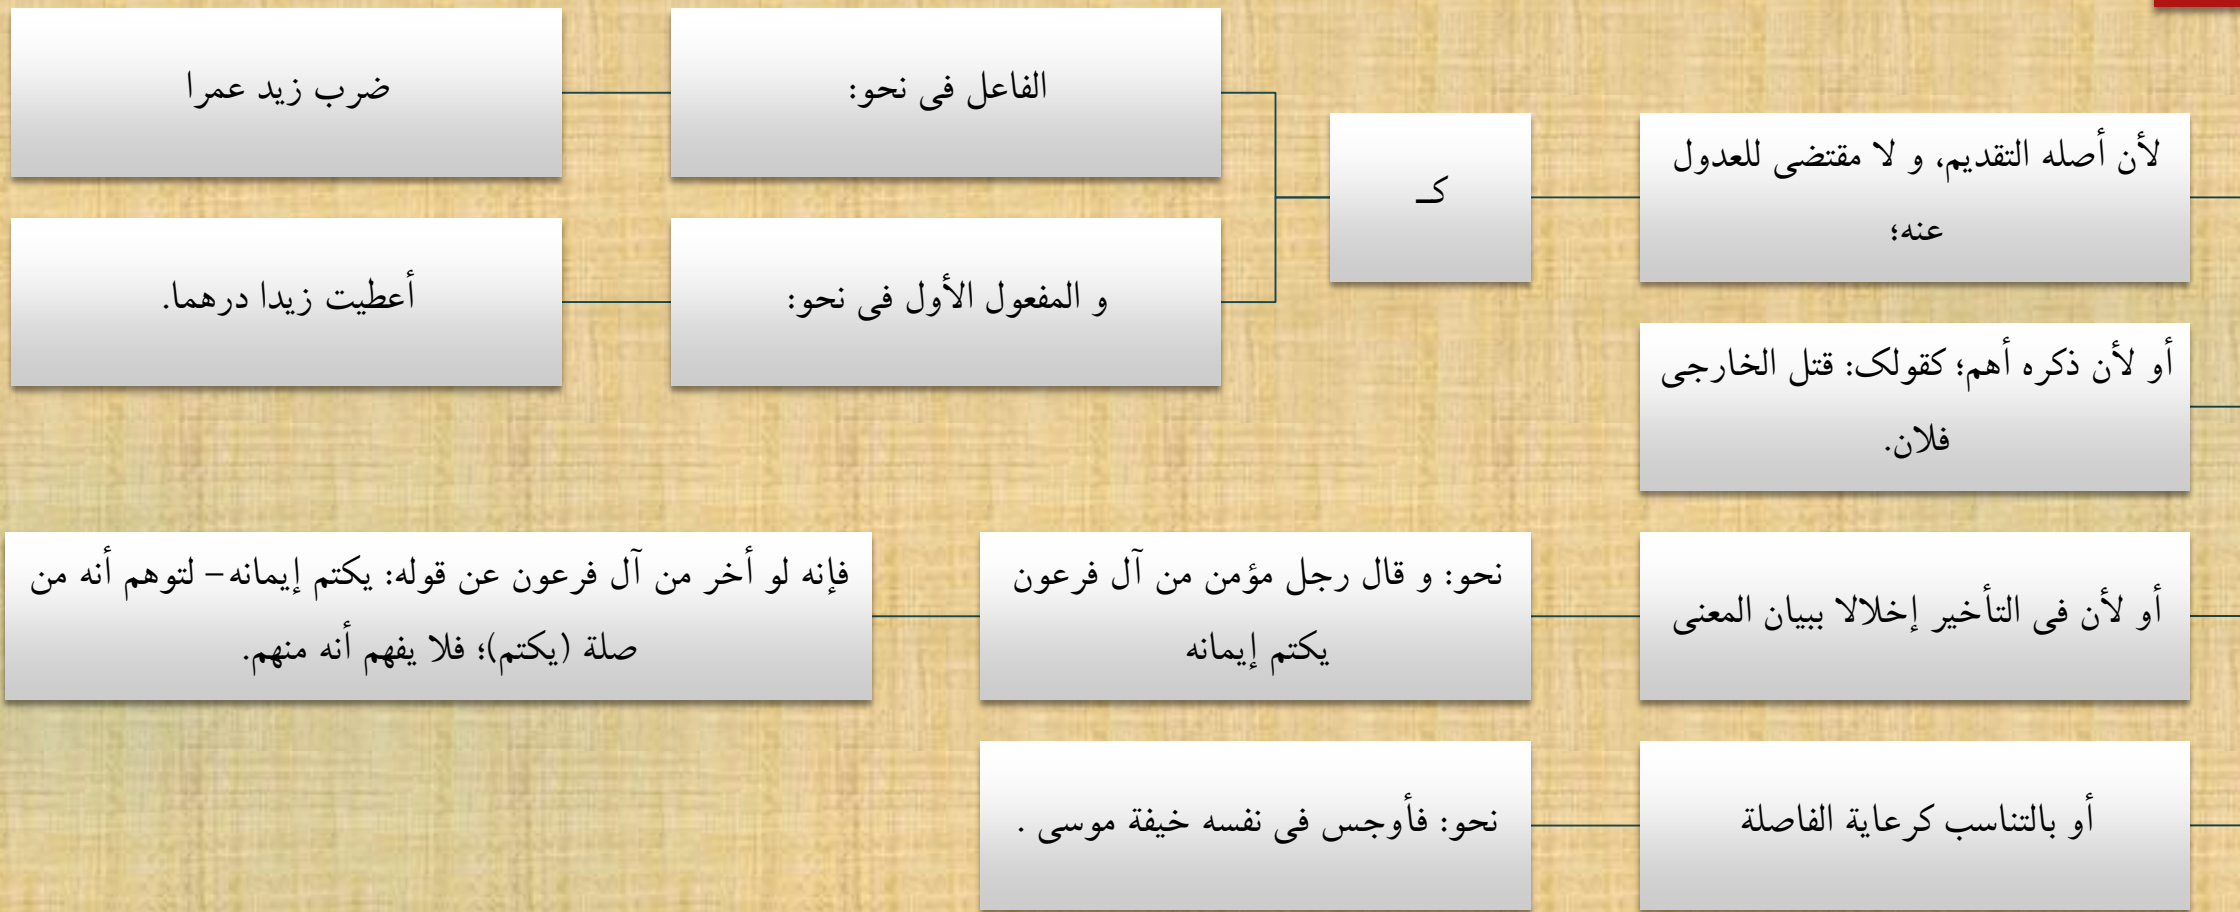 لأن أصله التقديم، و لا مقتضى للعدول
عنه؛
كـ
الفاعل فى نحو:
ضرب زيد عمرا
و المفعول الأول فى نحو:
أعطيت زيدا درهما.
أو لأن ذكره أهم؛ كقولک: قتل الخارجى
فلان.
أو لأن فى التأخير إخلالا ببيان المعنى
نحو: و قال رجل مؤمن من آل فرعون
يكتم إيمانه
فإنه لو أخر من آل فرعون عن قوله: يكتم إيمانه– لتوهم أنه من
صلة (يكتم)؛ فلا يفهم أنه منهم.
أو بالتناسب كرعاية الفاصلة
نحو: فأوجس فى نفسه خيفة موسى .